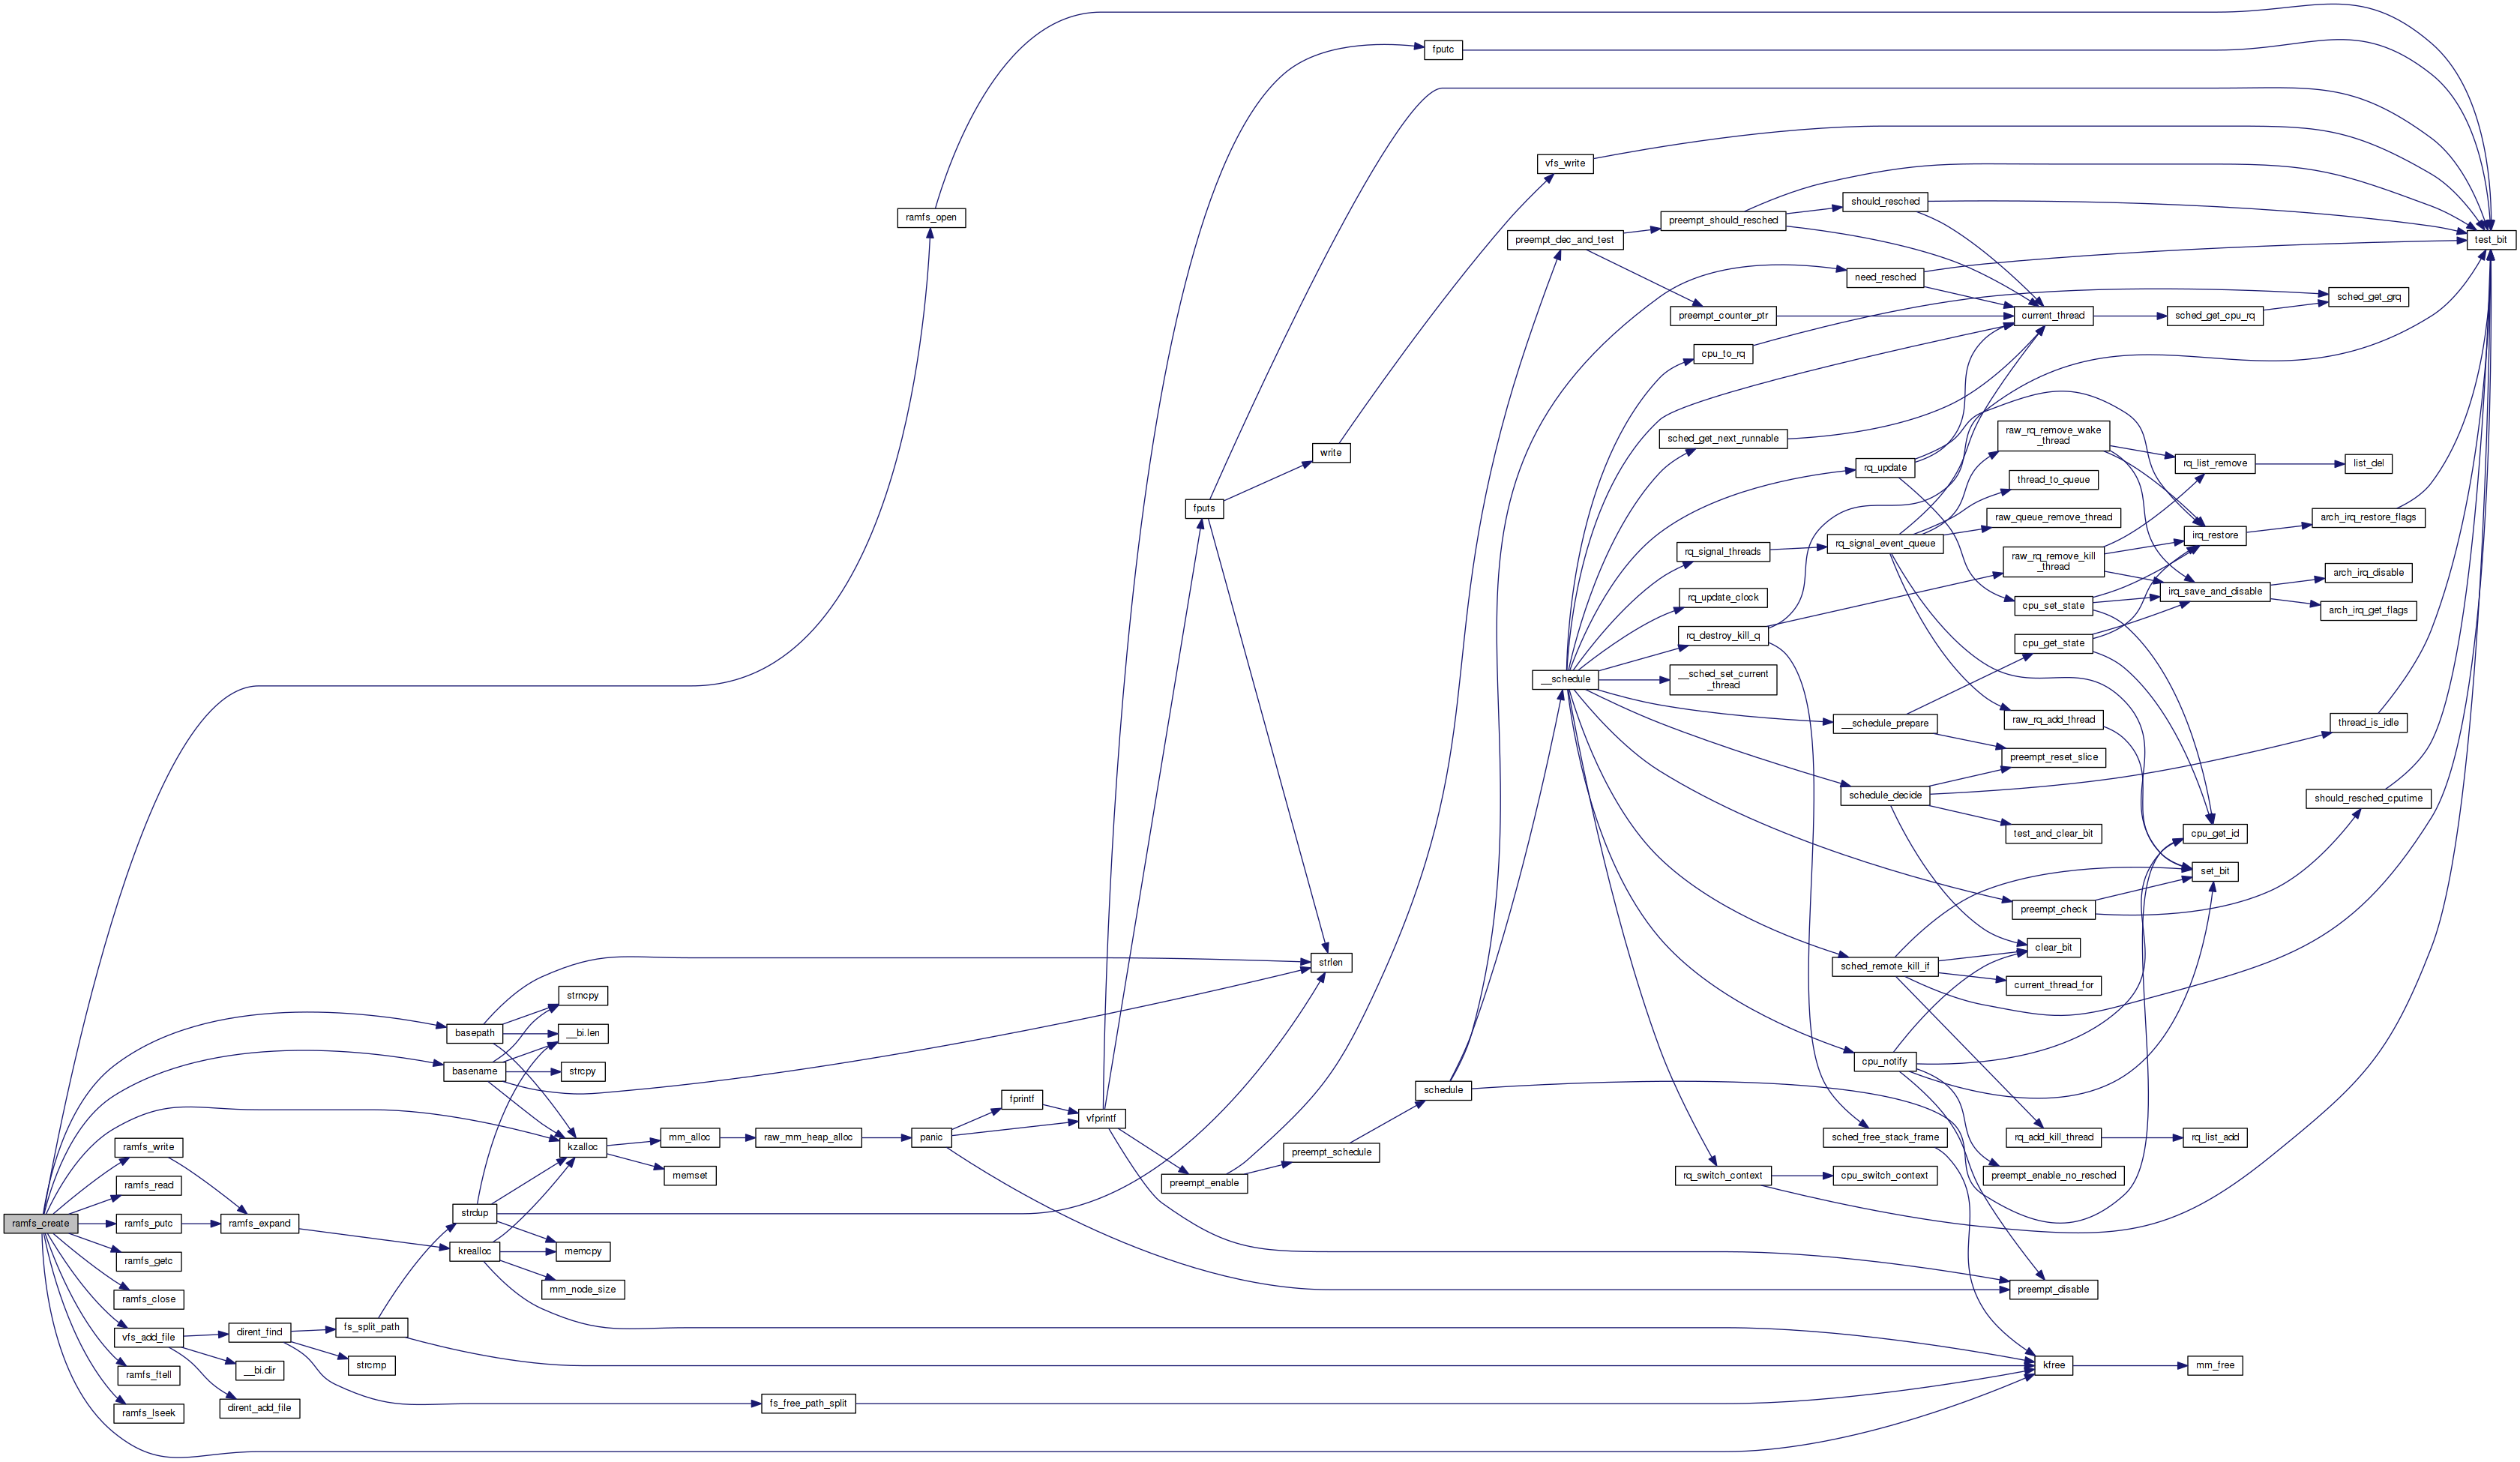 fputc
vfs_write
ramfs_open
should_resched
preempt_should_resched
preempt_dec_and_test
test_bit
need_resched
sched_get_grq
preempt_counter_ptr
current_thread
sched_get_cpu_rq
cpu_to_rq
raw_rq_remove_wake
_thread
sched_get_next_runnable
write
rq_update
rq_list_remove
list_del
thread_to_queue
fputs
raw_queue_remove_thread
arch_irq_restore_flags
irq_restore
rq_signal_threads
rq_signal_event_queue
raw_rq_remove_kill
_thread
arch_irq_disable
irq_save_and_disable
rq_update_clock
cpu_set_state
arch_irq_get_flags
rq_destroy_kill_q
cpu_get_state
__schedule
__sched_set_current
_thread
__schedule_prepare
raw_rq_add_thread
thread_is_idle
preempt_reset_slice
schedule_decide
should_resched_cputime
test_and_clear_bit
cpu_get_id
set_bit
preempt_check
clear_bit
strlen
sched_remote_kill_if
current_thread_for
strncpy
basepath
__bi.len
basename
strcpy
cpu_notify
schedule
fprintf
vfprintf
ramfs_write
kzalloc
mm_alloc
raw_mm_heap_alloc
panic
preempt_schedule
sched_free_stack_frame
rq_add_kill_thread
rq_list_add
ramfs_read
memset
preempt_enable
rq_switch_context
cpu_switch_context
preempt_enable_no_resched
ramfs_create
ramfs_putc
ramfs_expand
strdup
ramfs_getc
krealloc
memcpy
ramfs_close
mm_node_size
preempt_disable
vfs_add_file
dirent_find
fs_split_path
ramfs_ftell
__bi.dir
strcmp
kfree
mm_free
ramfs_lseek
dirent_add_file
fs_free_path_split